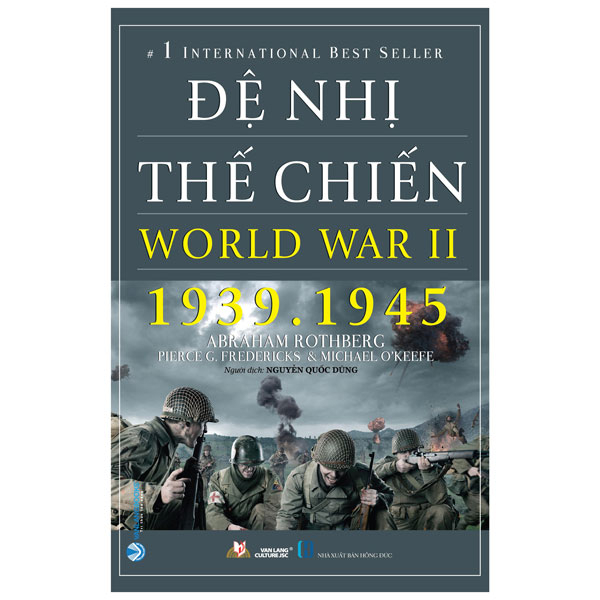 # 1 INTERNATIONAL BEST SELLER
ĐỆ NHỊ
THẾ CHIẾN
WORLD WAR II
1939.1945
ABRAHAM ROTHBERG
PIERCE G. FREDERICKS & MICHAEL O'KEEFE
Người dịch: NGUYỄN QUỐC DŨNG
VAN LANG
CULTURE.JSC
NHÀ XUẤT BẢN HỒNG ĐỨC